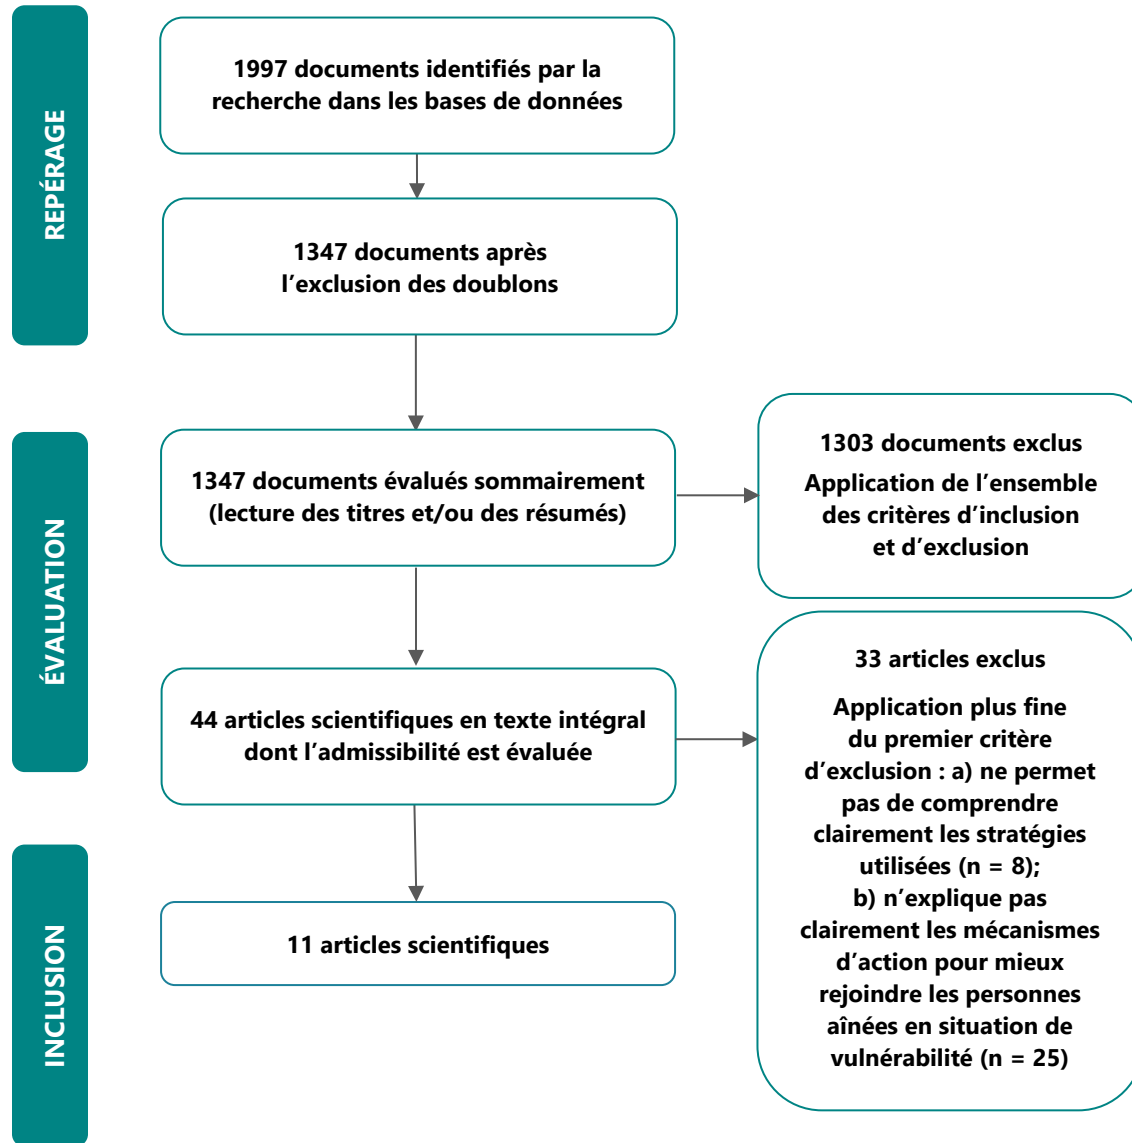 REPÉRAGE
1997 documents identifiés par la
recherche dans les bases de données
1347 documents après
l’exclusion des doublons
ÉVALUATION
1347 documents évalués sommairement
(lecture des titres et/ou des résumés)
1303 documents exclus
Application de l’ensemble
des critères d’inclusion
et d’exclusion
44 articles scientifiques en texte intégral
dont l’admissibilité est évaluée
33 articles exclus
Application plus fine
du premier critère
d’exclusion : a) ne permet
pas de comprendre
clairement les stratégies
utilisées (n = 8);
b) n’explique pas
clairement les mécanismes
d’action pour mieux
rejoindre les personnes
aînées en situation de
vulnérabilité (n = 25)
INCLUSION
11 articles scientifiques